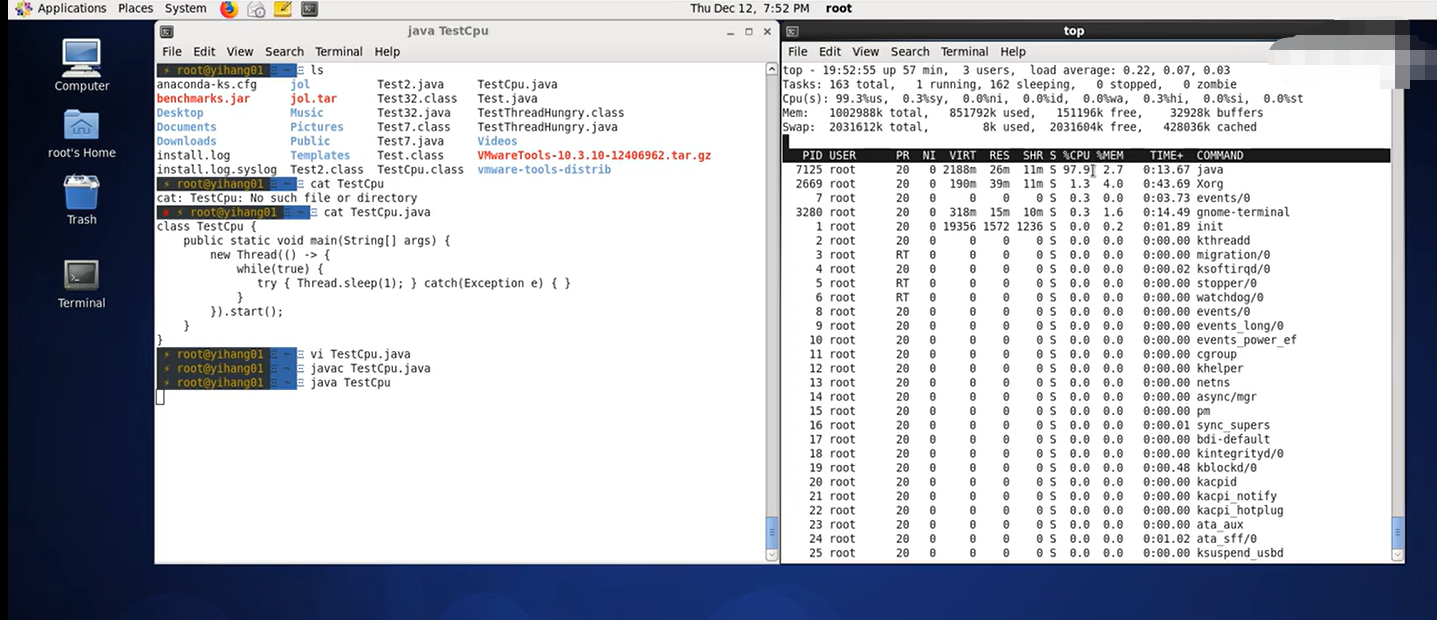 Applications Places System Thu Dec 12, 7:52 PM root
Computer
root's Home
Trash
Terminal
java TestCpu
File Edit View Search Terminal Help
⚡ root@yihang01 ~ ls
anaconda-ks.cfg jol Test2.java TestCpu.java
benchmarks.jar jol.tar Test32.class Test.java
Desktop Music Test32.java TestThreadHungry.class
Documents Pictures Test7.class TestThreadHungry.java
Downloads Public Test7.java Videos
install.log Templates Test.class VMwareTools-10.3.10-12406962.tar.gz
install.log.syslog Test2.class TestCpu.class vmware-tools-distrib
⚡ root@yihang01 ~ cat TestCpu
cat: TestCpu: No such file or directory
⚡ root@yihang01 ~ cat TestCpu.java
class TestCpu {
    public static void main(String[] args) {
        new Thread(() -> {
            while(true) {
               try { Thread.sleep(1); } catch(Exception e) { }
            }
        }).start();
    }
}
⚡ root@yihang01 ~ vi TestCpu.java
⚡ root@yihang01 ~ javac TestCpu.java
⚡ root@yihang01 ~ java TestCpu
top
File Edit View Search Terminal Help
top - 19:52:55 up 57 min, 3 users, load average: 0.22, 0.07, 0.03
Tasks: 163 total, 1 running, 162 sleeping, 0 stopped, 0 zombie
Cpu(s): 99.3%us, 0.3%sy, 0.0%ni, 0.0%id, 0.0%wa, 0.3%hi, 0.0%si, 0.0%st
Mem: 1002988k total, 851792k used, 151196k free, 32928k buffers
Swap: 2031612k total, 8k used, 2031604k free, 428036k cached
PID USER PR NI VIRT RES SHR S %CPU %MEM TIME+ COMMAND
7125 root 20 0 2188m 26m 11m S 97.9 2.7 0:13.67 java
2669 root 20 0 190m 39m 11m S 1.3 4.0 0:43.69 Xorg
7 root 20 0 0 0 0 S 0.3 0.0 0:03.73 events/0
3280 root 20 0 318m 15m 10m S 0.3 1.6 0:14.49 gnome-terminal
1 root 20 0 19356 1572 1236 S 0.0 0.2 0:01.89 init
2 root 20 0 0 0 0 S 0.0 0.0 0:00.00 kthreadd
3 root RT 0 0 0 0 S 0.0 0.0 0:00.00 migration/0
4 root 20 0 0 0 0 S 0.0 0.0 0:00.02 ksoftirqd/0
5 root RT 0 0 0 0 S 0.0 0.0 0:00.00 stopper/0
6 root RT 0 0 0 0 S 0.0 0.0 0:00.00 watchdog/0
8 root 20 0 0 0 0 S 0.0 0.0 0:00.00 events/0
9 root 20 0 0 0 0 S 0.0 0.0 0:00.00 events_long/0
10 root 20 0 0 0 0 S 0.0 0.0 0:00.00 events_power_ef
11 root 20 0 0 0 0 S 0.0 0.0 0:00.00 cgroup
12 root 20 0 0 0 0 S 0.0 0.0 0:00.00 khelper
13 root 20 0 0 0 0 S 0.0 0.0 0:00.00 netns
14 root 20 0 0 0 0 S 0.0 0.0 0:00.00 async/mgr
15 root 20 0 0 0 0 S 0.0 0.0 0:00.00 pm
16 root 20 0 0 0 0 S 0.0 0.0 0:00.01 sync_supers
17 root 20 0 0 0 0 S 0.0 0.0 0:00.00 bdi-default
18 root 20 0 0 0 0 S 0.0 0.0 0:00.00 kintegrityd/0
19 root 20 0 0 0 0 S 0.0 0.0 0:00.48 kblockd/0
20 root 20 0 0 0 0 S 0.0 0.0 0:00.00 kacpid
21 root 20 0 0 0 0 S 0.0 0.0 0:00.00 kacpi_notify
22 root 20 0 0 0 0 S 0.0 0.0 0:00.00 kacpi_hotplug
23 root 20 0 0 0 0 S 0.0 0.0 0:00.00 ata_aux
24 root 20 0 0 0 0 S 0.0 0.0 0:01.02 ata_sff/0
25 root 20 0 0 0 0 S 0.0 0.0 0:00.00 ksuspend_usbd